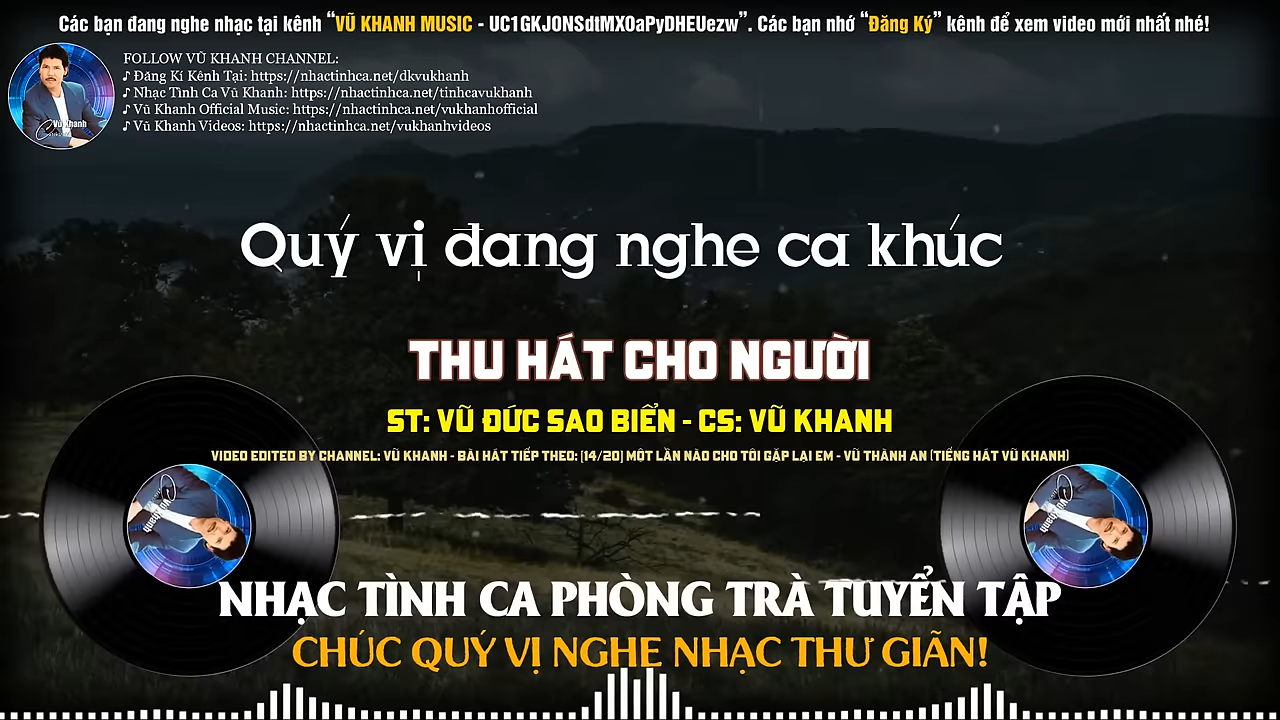 Các bạn đang nghe nhạc tại kênh “VŨ KHANH MUSIC - UC1GKJONSdtMXOaPyDHEUezw”. Các bạn nhớ “Đăng Ký” kênh để xem video mới nhất nhé!
FOLLOW VŨ KHANH CHANNEL:
♪ Đăng Kí Kênh Tại: https://nhactinhca.net/dkvukhanh
♪ Nhạc Tình Ca Vũ Khanh: https://nhactinhca.net/tinhcavukhanh
♪ Vũ Khanh Official Music: https://nhactinhca.net/vukhanhofficial
♪ Vũ Khanh Videos: https://nhactinhca.net/vukhanhvideos
Vũ Khanh
Quý vị đang nghe ca khúc
THU HÁT CHO NGƯỜI
ST: VŨ ĐỨC SAO BIỂN - CS: VŨ KHANH
VIDEO EDITED BY CHANNEL: VŨ KHANH - BÀI HÁT TIẾP THEO: [14/20] MỘT LẦN NÀO CHO TÔI GẶP LẠI EM - VŨ THÀNH AN (TIẾNG HÁT VŨ KHANH)
Vũ Khanh
Vũ Khanh
NHẠC TÌNH CA PHÒNG TRÀ TUYỂN TẬP
CHÚC QUÝ VỊ NGHE NHẠC THƯ GIÃN!